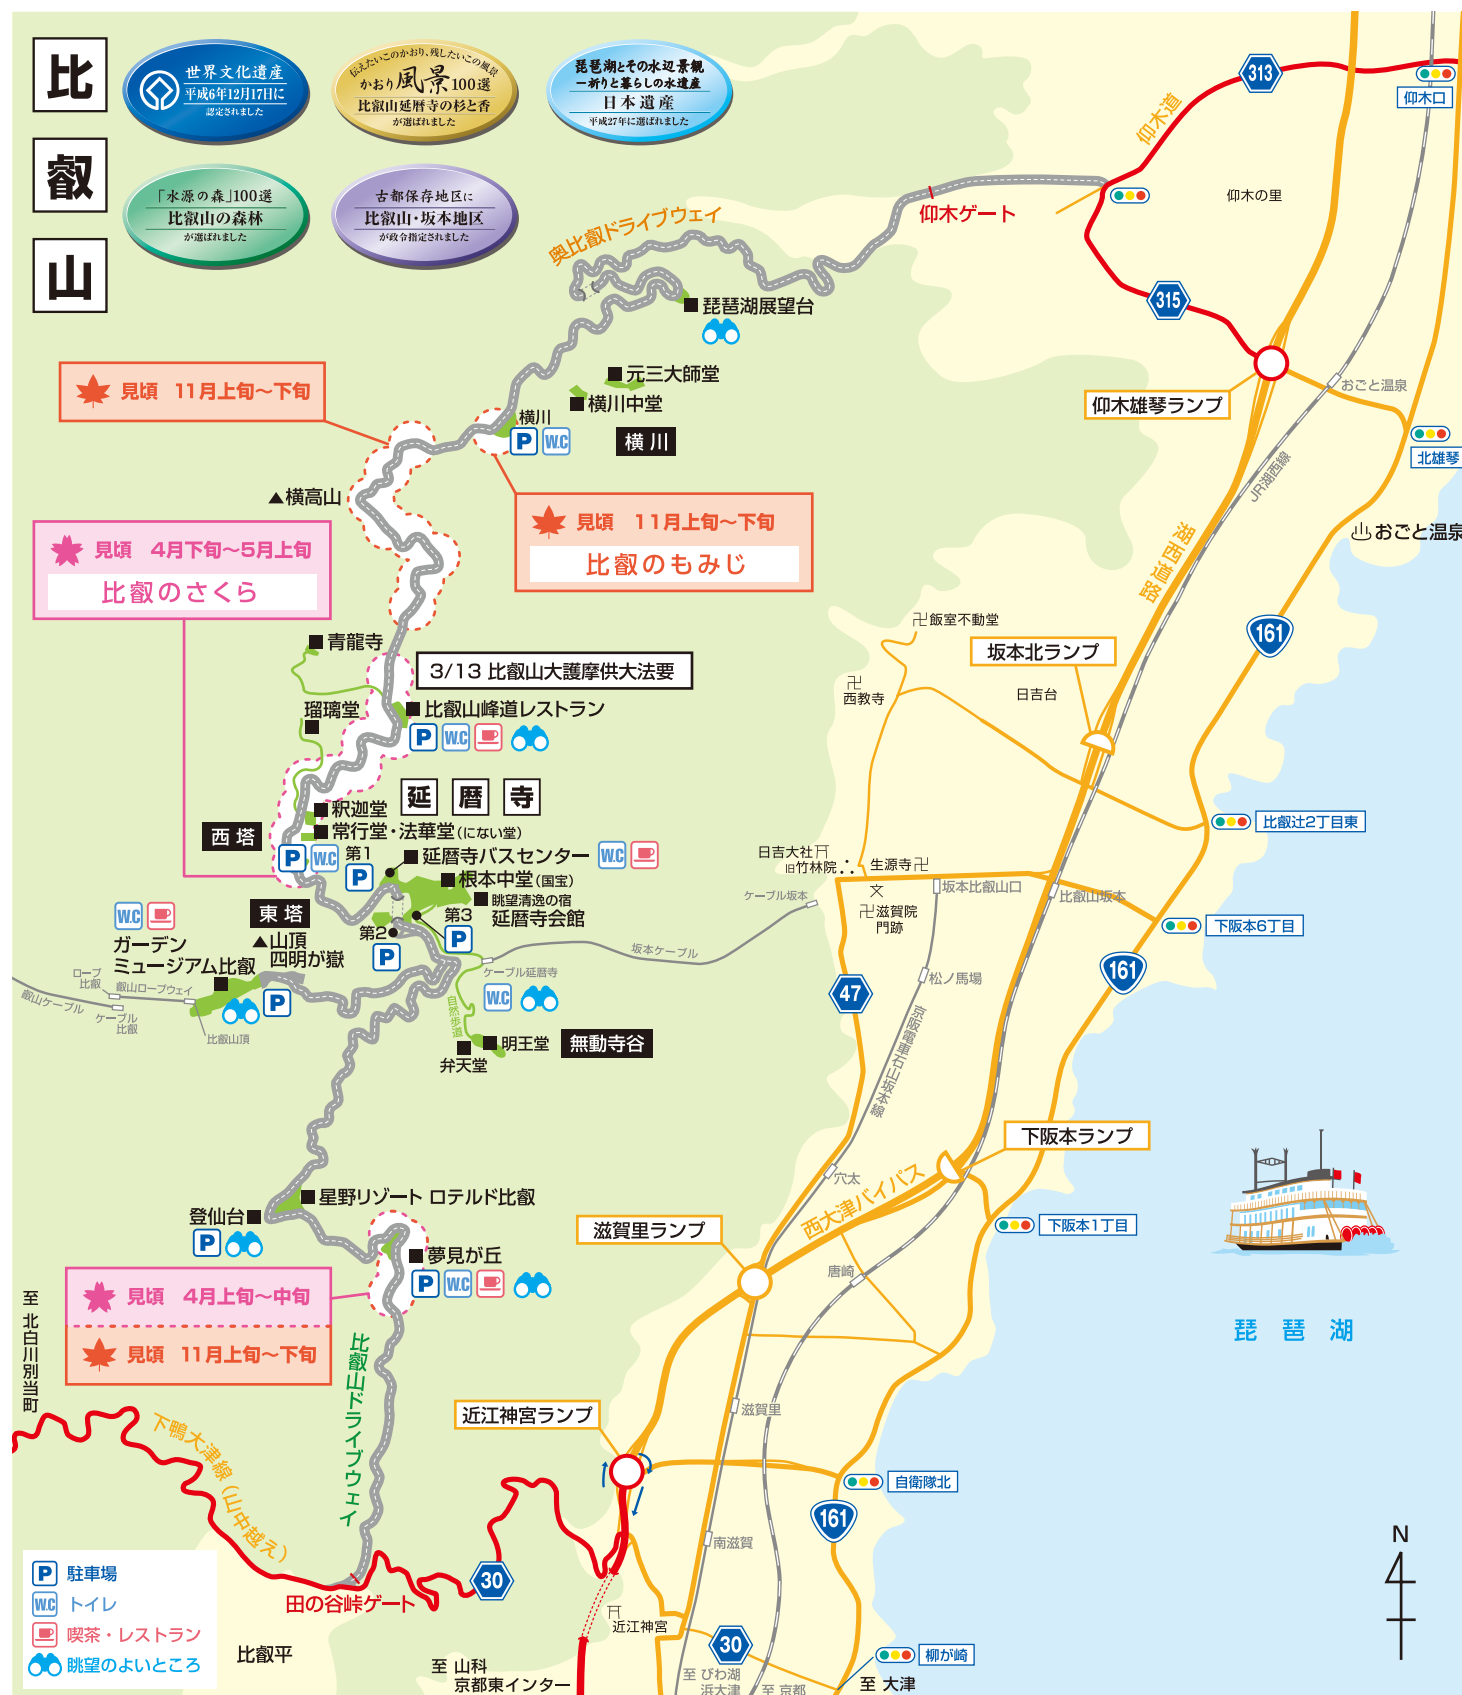 比
叡
山
世界文化遺産
平成6年12月17日に
認定されました
伝えたいこのかおり、残したいこの風景
かおり風景100選
比叡山延暦寺の杉と香
が選ばれました
琵琶湖とその水辺景観
ー祈りと暮らしの水遺産
日本遺産
平成27年に選ばれました
「水源の森」100選
比叡山の森林
が選ばれました
古都保存地区に
比叡山・坂本地区
が政令指定されました
313
仰木口
仰木道
仰木の里
仰木ゲート
奥比叡ドライブウェイ
315
琵琶湖展望台
仰木雄琴ランプ
おごと温泉
北雄琴
JR湖西線
おごと温泉
湖西道路
元三大師堂
横川中堂
横川
P
W.C
横川
見頃 11月上旬〜下旬
横高山
見頃 11月上旬〜下旬
比叡のもみじ
見頃 4月下旬〜5月上旬
比叡のさくら
青龍寺
3/13 比叡山大護摩供大法要
瑠璃堂
比叡山峰道レストラン
P
W.C
延
暦
寺
釈迦堂
常行堂・法華堂(にない堂)
西塔
P
W.C
第1
P
延暦寺バスセンター
W.C
根本中堂(国宝)
眺望清逸の宿
延暦寺会館
第3
P
第2
P
東塔
山頂
四明が嶽
W.C
ガーデン
ミュージアム比叡
P
ロープ
比叡
叡山ロープウェイ
叡山ケーブル
ケーブル
比叡
比叡山頂
ケーブル延暦寺
W.C
坂本ケーブル
ケーブル坂本
自然歩道
明王堂
弁天堂
無動寺谷
飯室不動堂
西教寺
坂本北ランプ
日吉台
161
比叡辻2丁目東
日吉大社
旧竹林院
生源寺
文
滋賀院
門跡
坂本比叡山口
比叡山坂本
下阪本6丁目
161
47
松ノ馬場
京阪電車石山坂本線
下阪本ランプ
穴太
西大津バイパス
下阪本1丁目
滋賀里ランプ
唐崎
琵琶湖
星野リゾート ロテルド比叡
登仙台
P
夢見が丘
P
W.C
見頃 4月上旬〜中旬
見頃 11月上旬〜下旬
至 北白川別当町
比叡山ドライブウェイ
下鴨大津線(山中越え)
近江神宮ランプ
滋賀里
自衛隊北
161
南滋賀
30
田の谷峠ゲート
近江神宮
30
柳が崎
比叡平
至 山科
京都東インター
至 びわ湖
浜大津
至 京都
至 大津
N
P 駐車場
W.C トイレ
喫茶・レストラン
眺望のよいところ